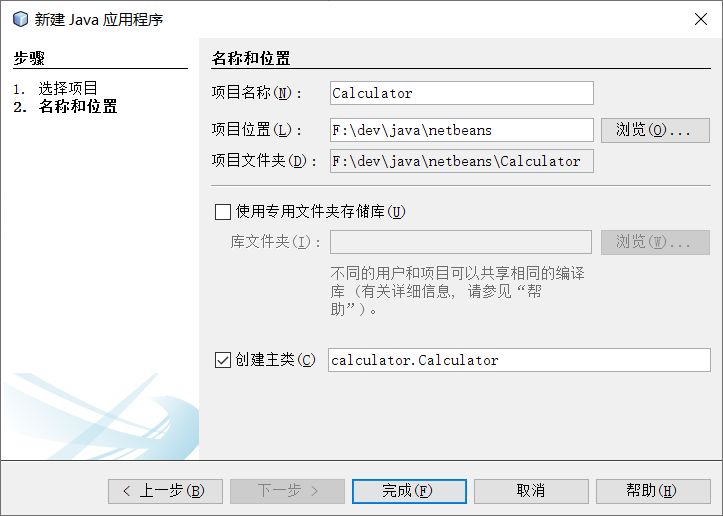 新建 Java 应用程序
步骤
1. 选择项目
2. 名称和位置
名称和位置
项目名称(N): Calculator
项目位置(L): F:\dev\java\netbeans 浏览(O)...
项目文件夹(D): F:\dev\java\netbeans\Calculator
使用专用文件夹存储库(U)
库文件夹(I): 浏览(W)...
不同的用户和项目可以共享相同的编译
库 (有关详细信息, 请参见“帮
助”)。
创建主类(C) calculator.Calculator
< 上一步(B) 下一步 > 完成(F) 取消 帮助(H)